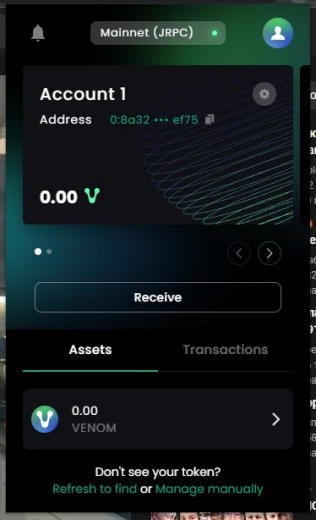 Mainnet (JRPC)
Account 1
Address 0:8a32 ••• ef75
0.00
Receive
Assets Transactions
0.00
VENOM
Don't see your token?
Refresh to find or Manage manually